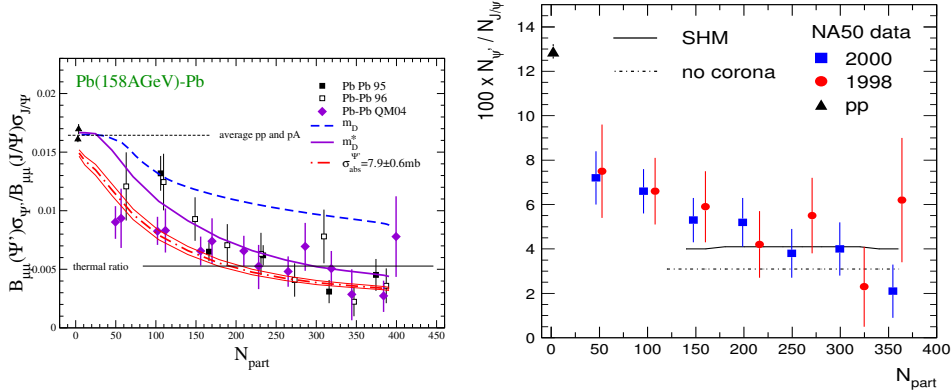 Pb(158AGeV)-Pb
Pb Pb 95
Pb-Pb 96
Pb-Pb QM04
m_D
m_D^*
σ_abs^Ψ'=7.9±0.6mb
average pp and pA
thermal ratio
B_μμ(Ψ')σ_Ψ'/B_μμ(J/Ψ)σ_J/Ψ
0.02
0.015
0.01
0.005
0
0 50 100 150 200 250 300 350 400 450
N_part
100 x N_ψ' / N_J/ψ
14
12
10
8
6
4
2
0
SHM
no corona
NA50 data
2000
1998
pp
0 50 100 150 200 250 300 350 400
N_part